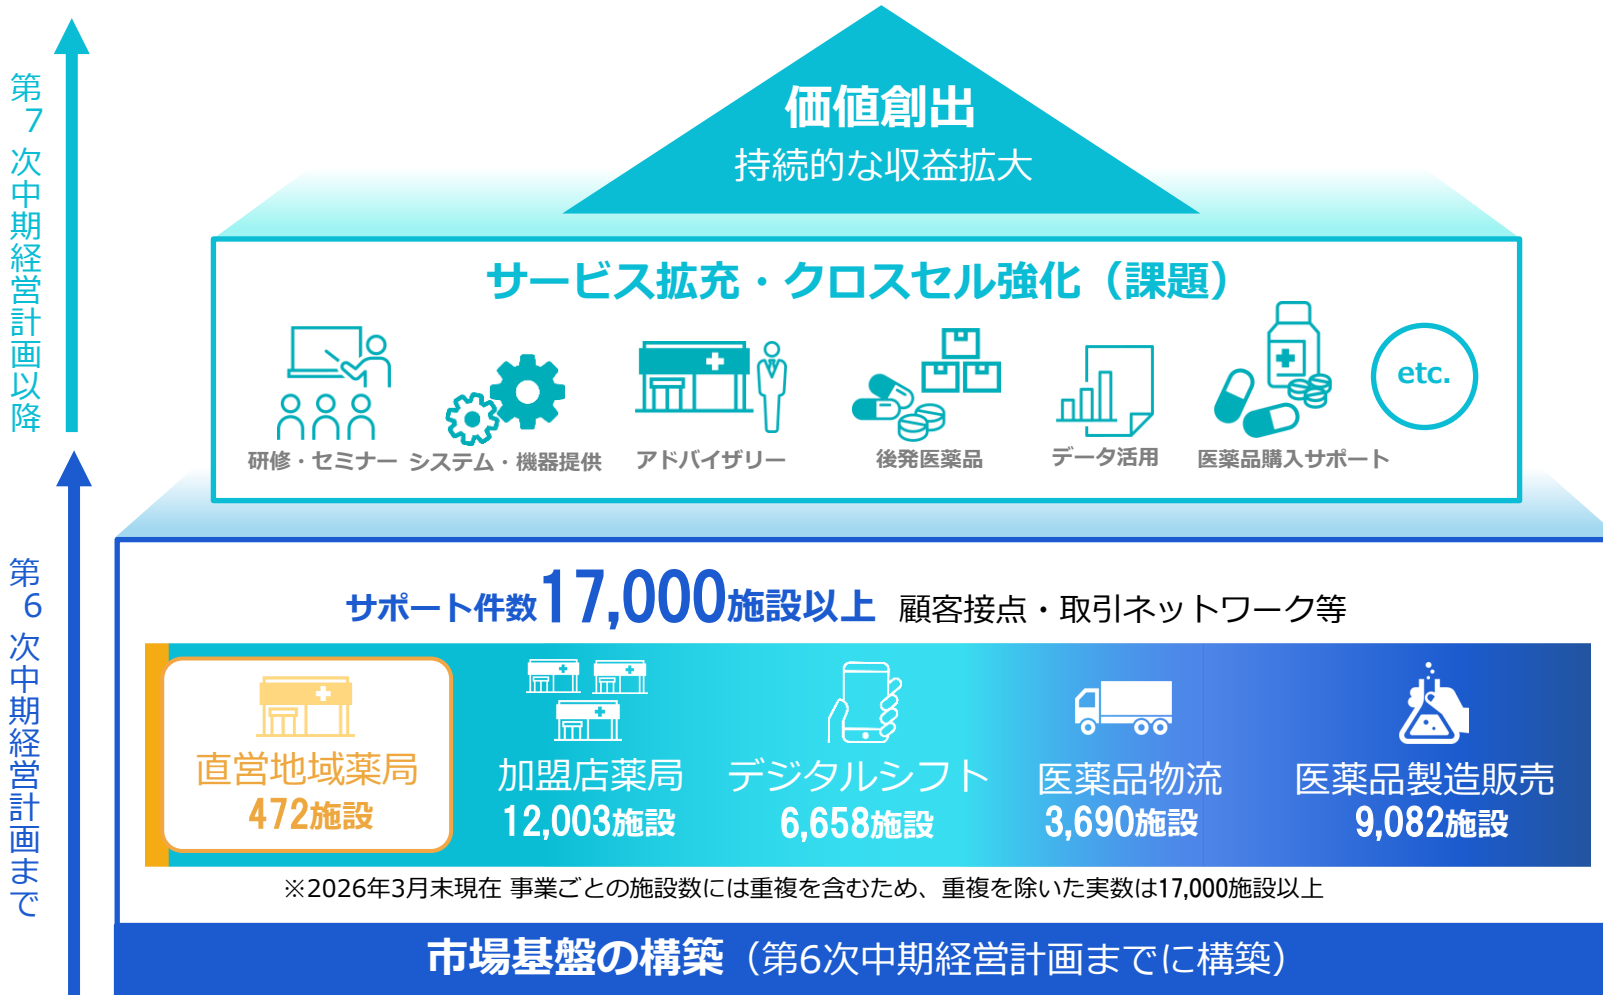 価値創出
持続的な収益拡大
第7次中期経営計画以降
サービス拡充・クロスセル強化（課題）
etc.
研修・セミナー
システム・機器提供
アドバイザリー
後発医薬品
データ活用
医薬品購入サポート
第6次中期経営計画まで
サポート件数17,000施設以上 顧客接点・取引ネットワーク等
直営地域薬局
472施設
加盟店薬局
12,003施設
デジタルシフト
6,658施設
医薬品物流
3,690施設
医薬品製造販売
9,082施設
※2026年3月末現在 事業ごとの施設数には重複を含むため、重複を除いた実数は17,000施設以上
市場基盤の構築（第6次中期経営計画までに構築）